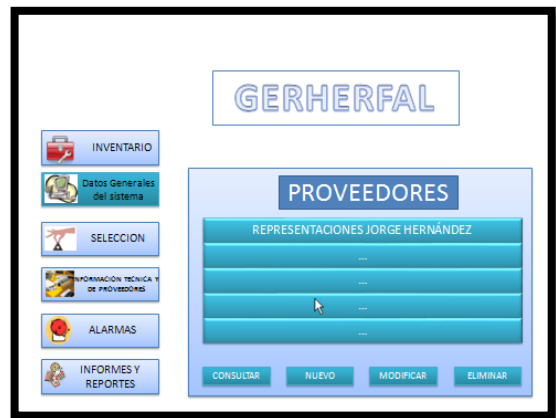 GERHERFAL
INVENTARIO
Datos Generales
del sistema
SELECCION
INFORMACIÓN TECNICA Y
DE PROVEEDORES
ALARMAS
INFORMES Y
REPORTES
PROVEEDORES
REPRESENTACIONES JORGE HERNÁNDEZ
...
...
...
...
CONSULTAR NUEVO MODIFICAR ELIMINAR